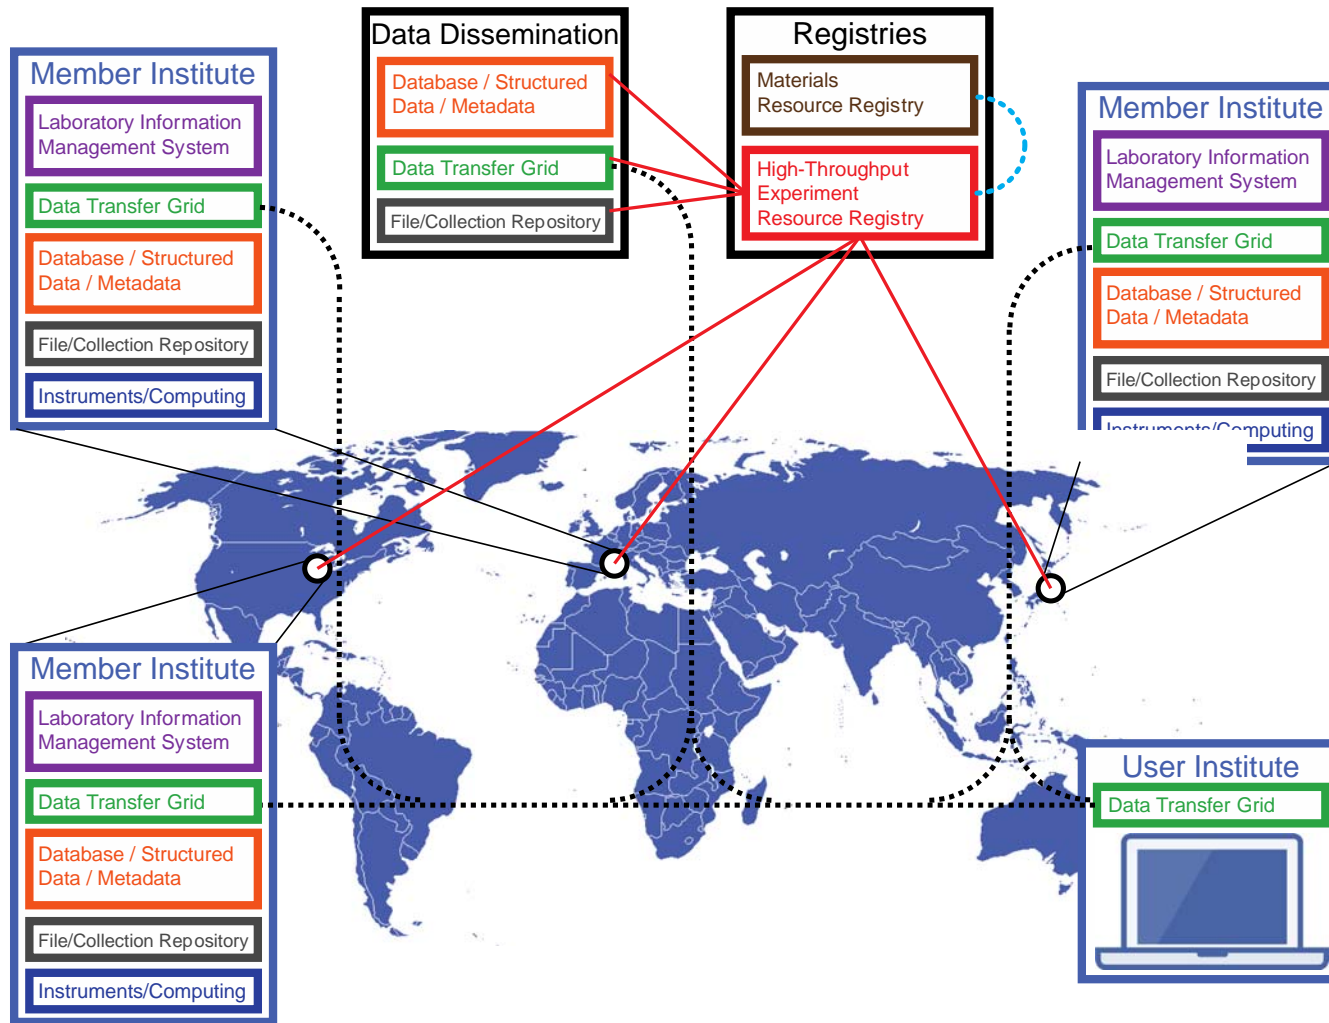 Data Dissemination
Database / Structured
Data / Metadata
Data Transfer Grid
File/Collection Repository
Registries
Materials
Resource Registry
High-Throughput
Experiment
Resource Registry
Member Institute
Laboratory Information
Management System
Data Transfer Grid
Database / Structured
Data / Metadata
File/Collection Repository
Instruments/Computing
Member Institute
Laboratory Information
Management System
Data Transfer Grid
Database / Structured
Data / Metadata
File/Collection Repository
Instruments/Computing
Member Institute
Laboratory Information
Management System
Data Transfer Grid
Database / Structured
Data / Metadata
File/Collection Repository
Instruments/Computing
User Institute
Data Transfer Grid